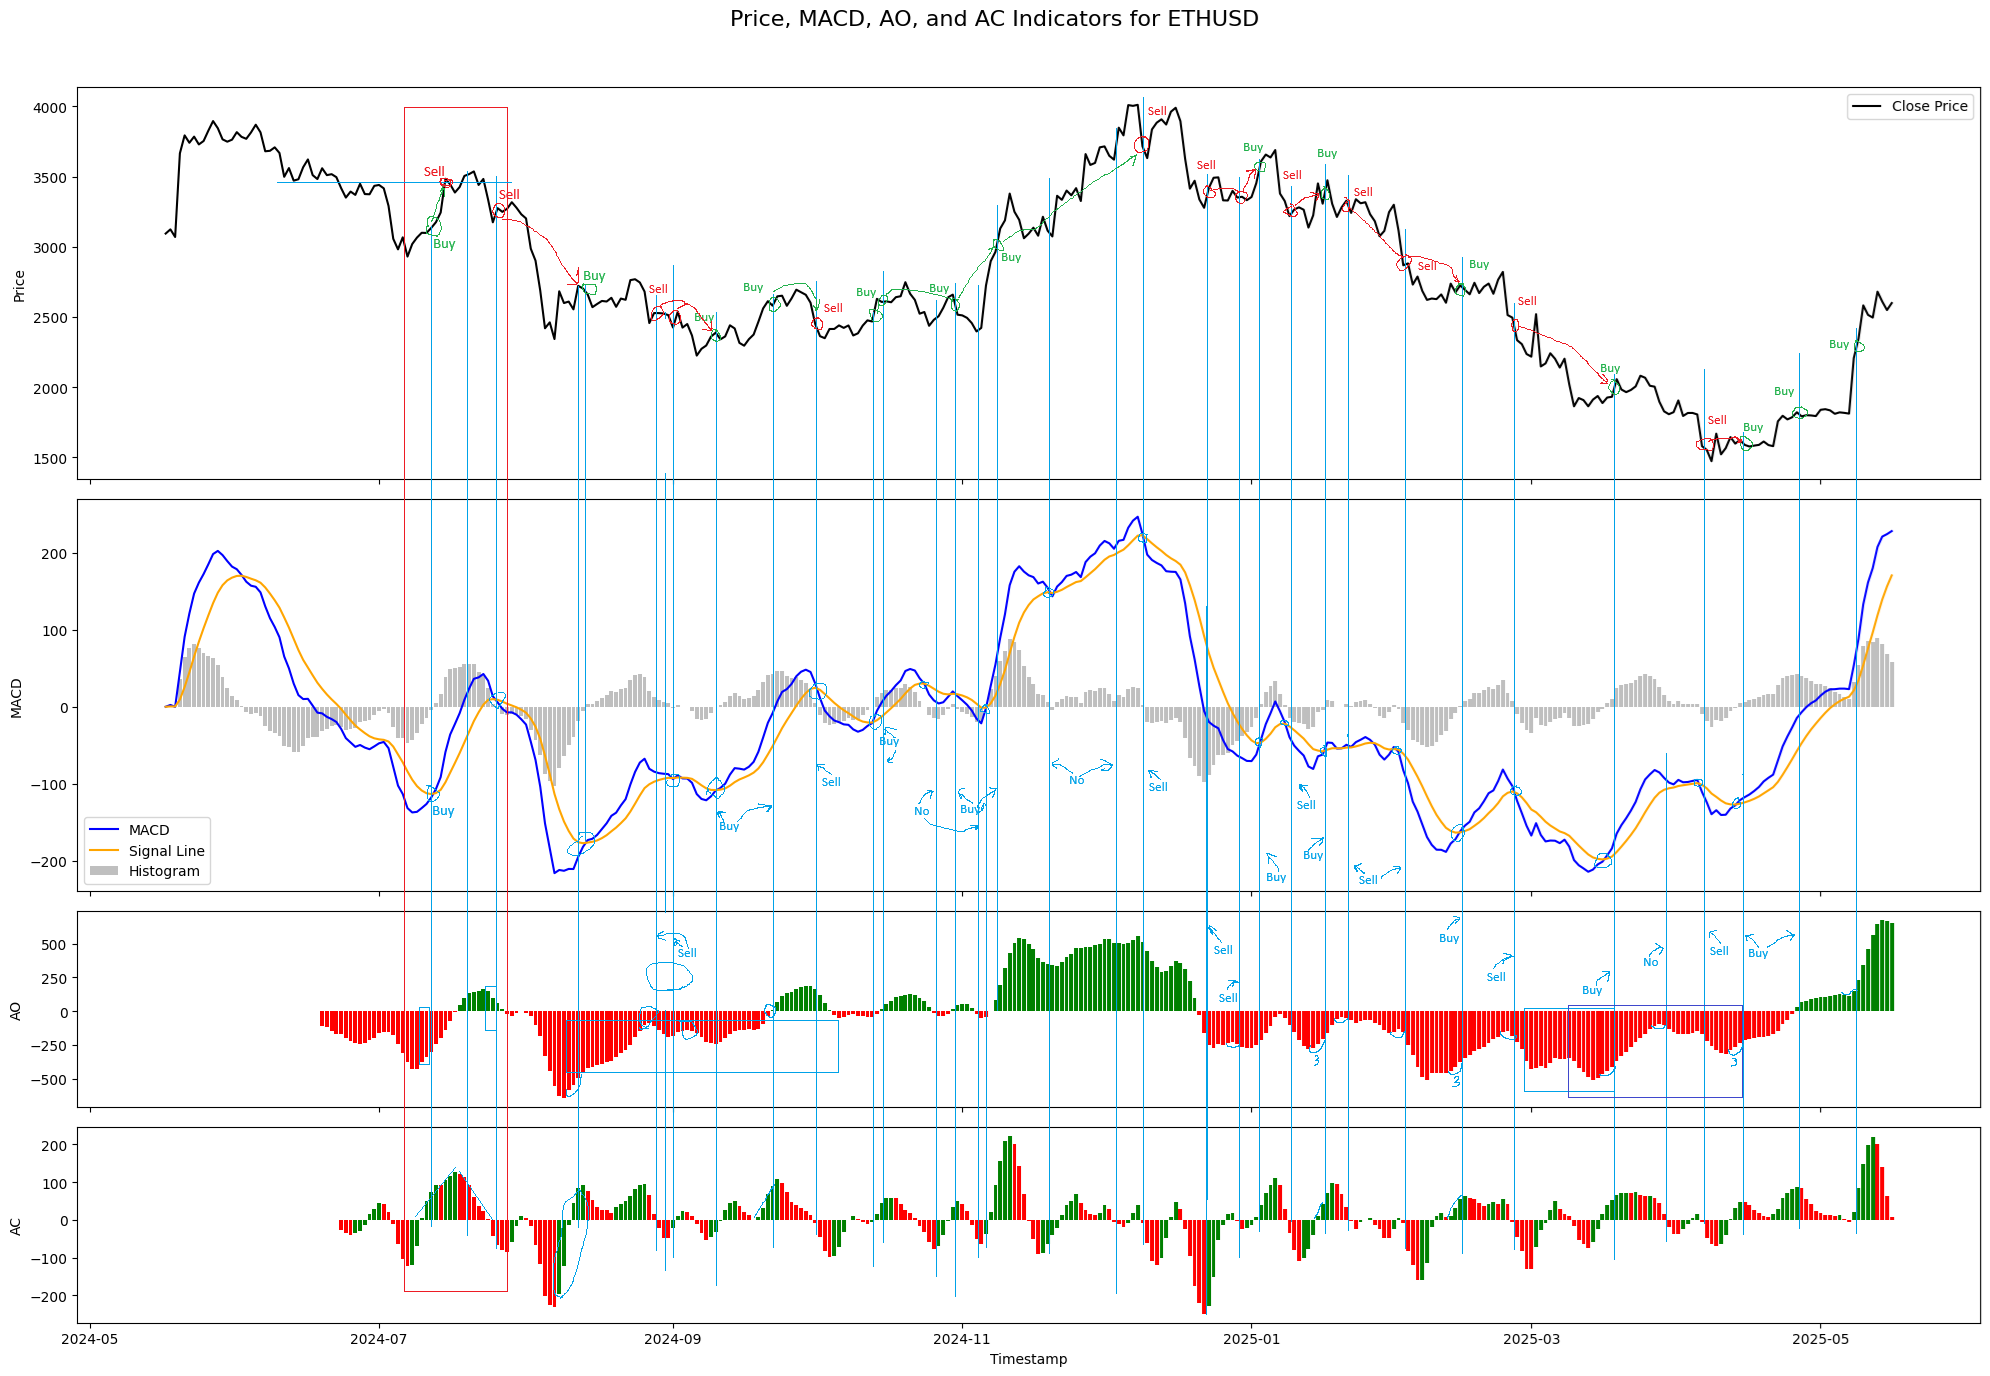 Price, MACD, AO, and AC Indicators for ETHUSD
Close Price
4000
3500
3000
2500
2000
1500
Price
Sell
Buy
Sell
Buy
Sell
Buy
Buy
Sell
Buy
Buy
Buy
Sell
Sell
Buy
Sell
Buy
Sell
Sell
Buy
Sell
Buy
Sell
Buy
Buy
Buy
200
100
0
−100
−200
MACD
MACD
Signal Line
Histogram
Buy
Buy
Sell
Buy
No
Buy
No
Sell
Buy
Sell
Buy
Sell
500
250
0
−250
−500
AO
Sell
Sell
Sell
3
Buy
3
Sell
Buy
No
Sell
Buy
3
200
100
0
−100
−200
AC
2024-05
2024-07
2024-09
2024-11
2025-01
2025-03
2025-05
Timestamp